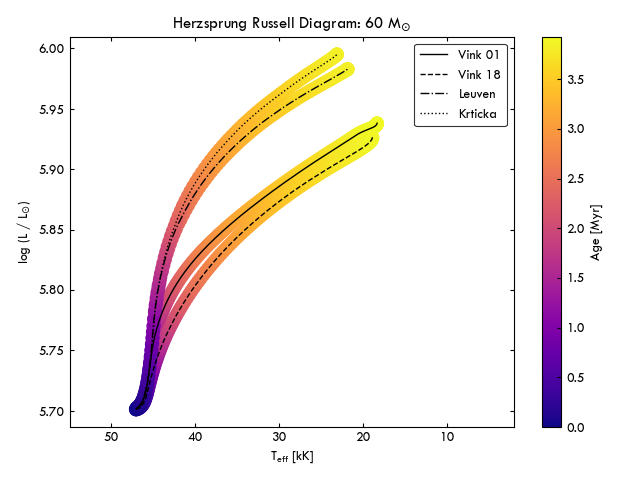 Herzsprung Russell Diagram: 60 M⊙
Vink 01
Vink 18
Leuven
Krticka
6.00
5.95
5.90
5.85
5.80
5.75
5.70
log (L / L⊙)
50
40
30
20
10
T_eff [kK]
3.5
3.0
2.5
2.0
1.5
1.0
0.5
0.0
Age [Myr]